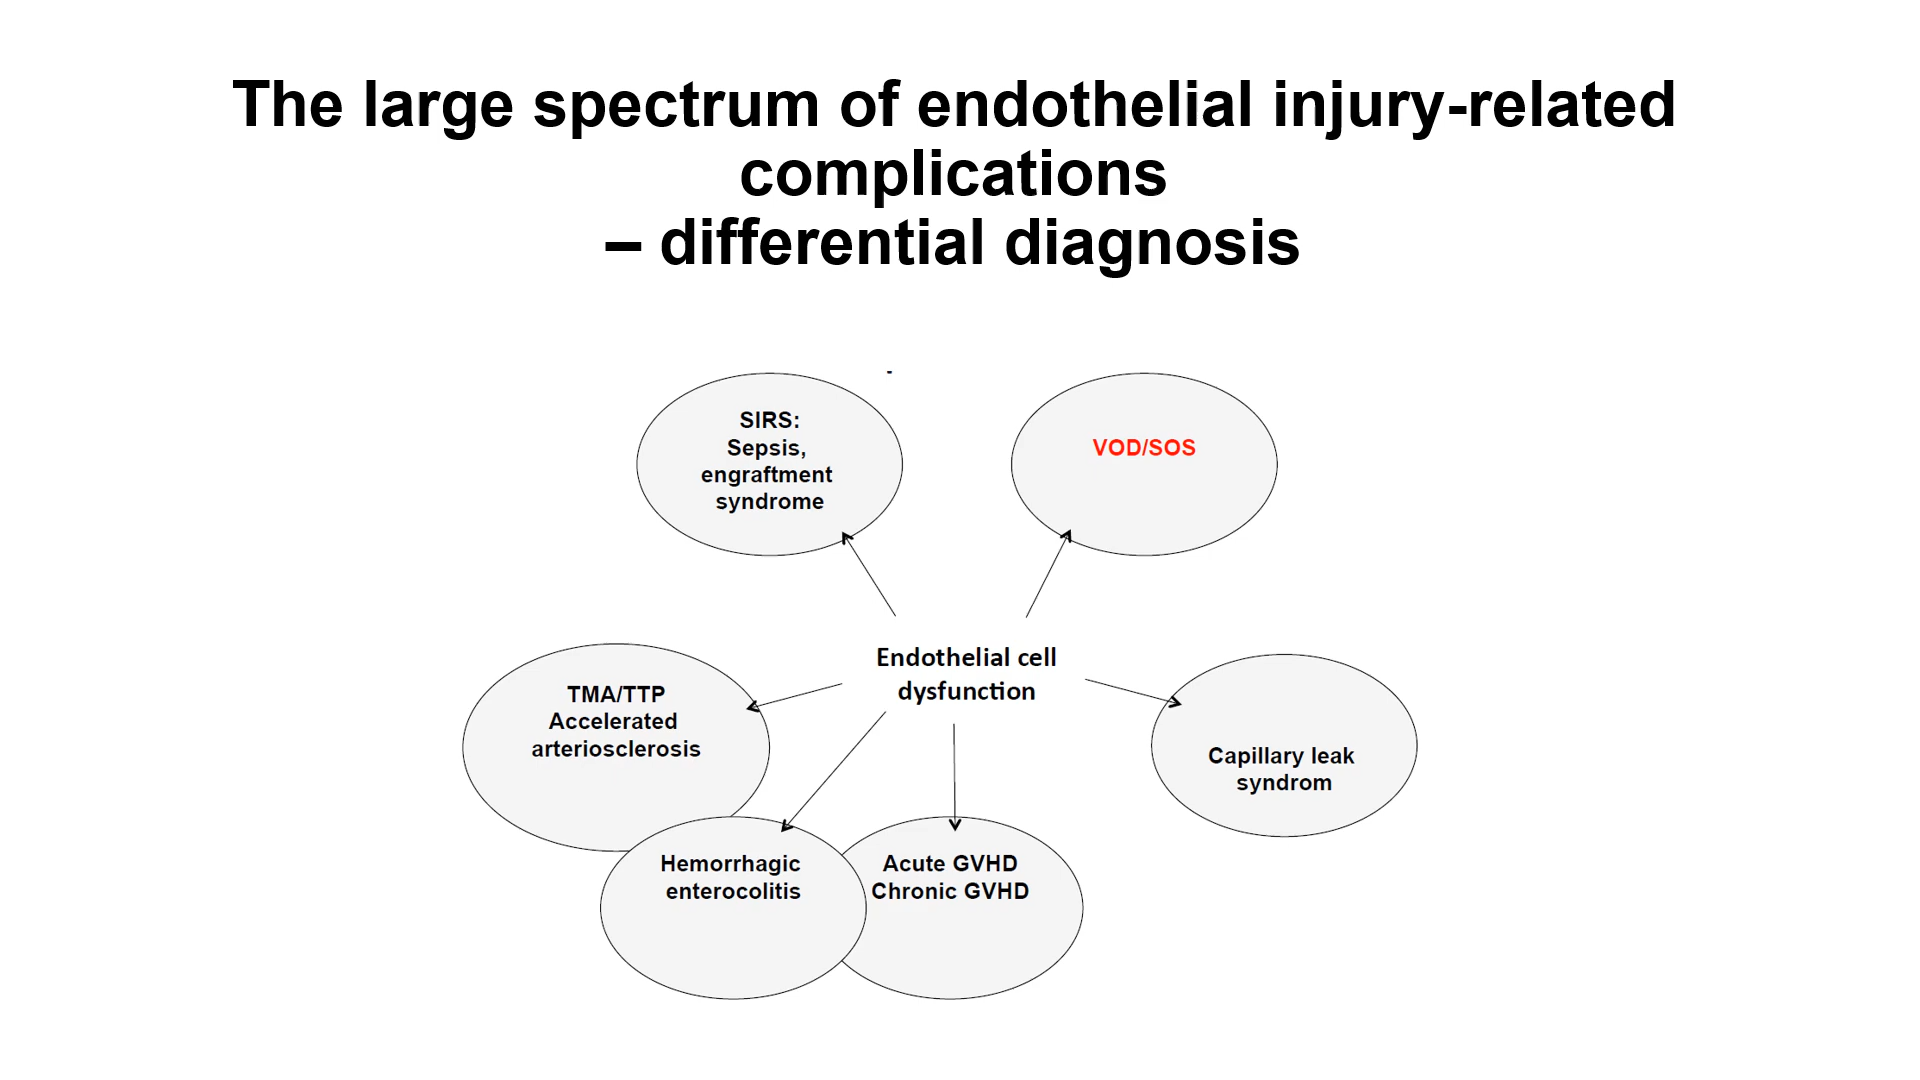 The large spectrum of endothelial injury-related
complications
– differential diagnosis
SIRS:
Sepsis,
engraftment
syndrome
VOD/SOS
Endothelial cell
dysfunction
TMA/TTP
Accelerated
arteriosclerosis
Capillary leak
syndrom
Hemorrhagic
enterocolitis
Acute GVHD
Chronic GVHD